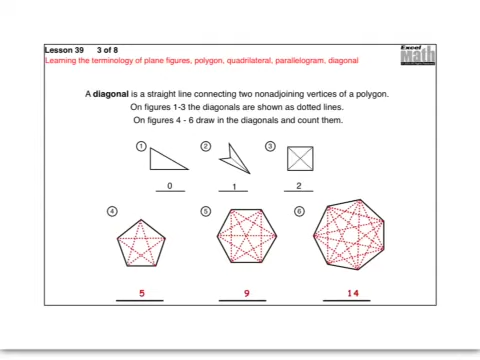 Lesson 39 3 of 8
Excel
Math
Learning the terminology of plane figures, polygon, quadrilateral, parallelogram, diagonal
A diagonal is a straight line connecting two nonadjoining vertices of a polygon.
On figures 1-3 the diagonals are shown as dotted lines.
On figures 4 - 6 draw in the diagonals and count them.
1 2 3
0 1 2
4 5 6
5 9 14